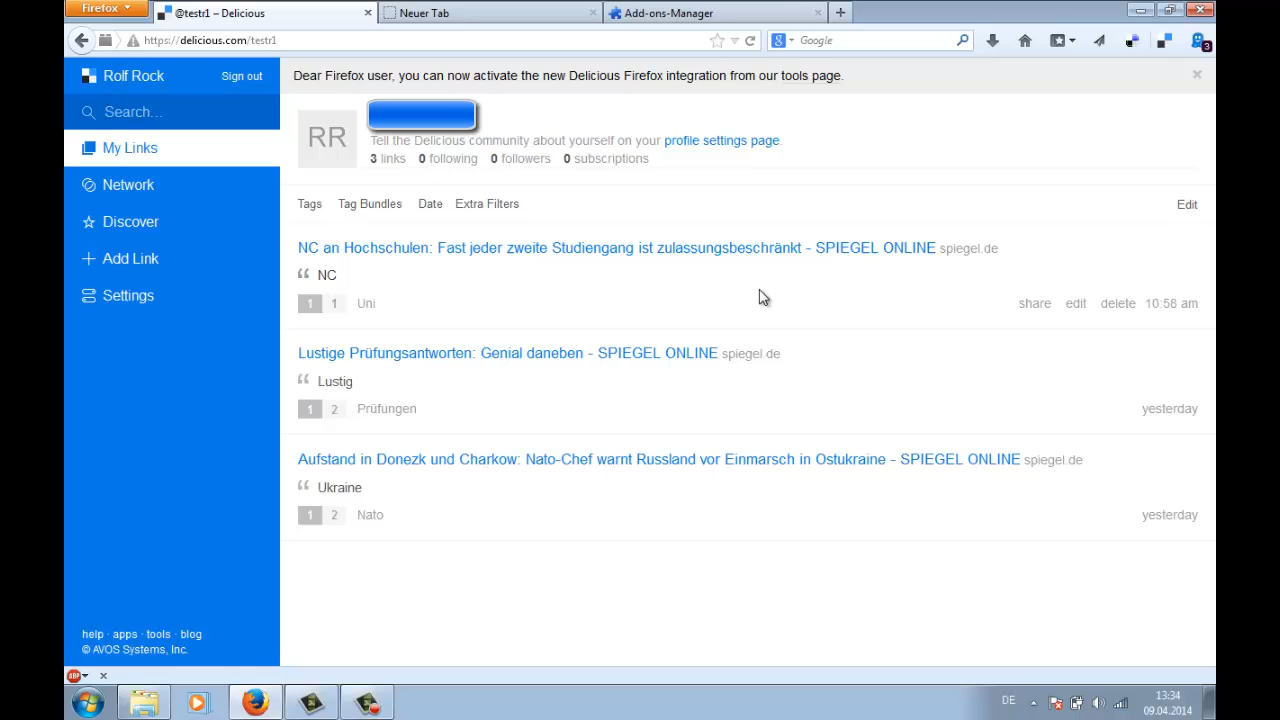 Firefox
@testr1 – Delicious
Neuer Tab
Add-ons-Manager
https://delicious.com/testr1
Google
3
Rolf Rock
Sign out
Search...
My Links
Network
Discover
Add Link
Settings
help · apps · tools · blog
© AVOS Systems, Inc.
Dear Firefox user, you can now activate the new Delicious Firefox integration from our tools page.
RR
Tell the Delicious community about yourself on your profile settings page.
3 links 0 following 0 followers 0 subscriptions
Tags Tag Bundles Date Extra Filters Edit
NC an Hochschulen: Fast jeder zweite Studiengang ist zulassungsbeschränkt - SPIEGEL ONLINE spiegel.de
NC
1 1 Uni share edit delete 10:58 am
Lustige Prüfungsantworten: Genial daneben - SPIEGEL ONLINE spiegel.de
Lustig
1 2 Prüfungen yesterday
Aufstand in Donezk und Charkow: Nato-Chef warnt Russland vor Einmarsch in Ostukraine - SPIEGEL ONLINE spiegel.de
Ukraine
1 2 Nato yesterday
ABP
DE
13:34
09.04.2014